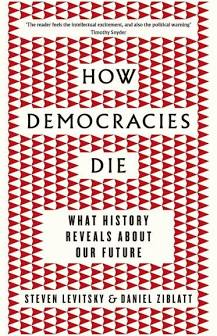 'The reader feels the intellectual excitement, and also the political warning'
Timothy Snyder
HOW
DEMOCRACIES
DIE
WHAT HISTORY
REVEALS ABOUT
OUR FUTURE
STEVEN LEVITSKY & DANIEL ZIBLATT